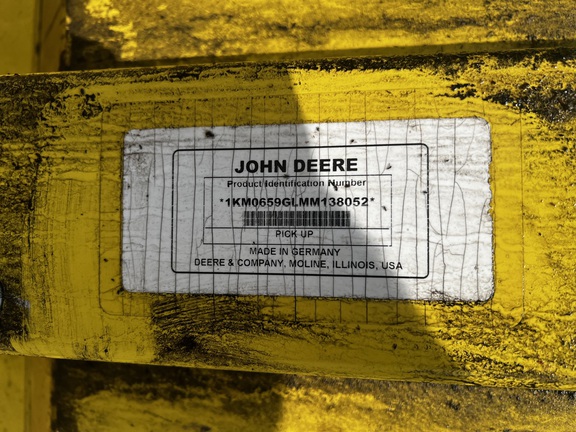 JOHN DEERE
Product Identification Number
*1KM0659GLMM138052*
PICK UP
MADE IN GERMANY
DEERE & COMPANY, MOLINE, ILLINOIS, USA